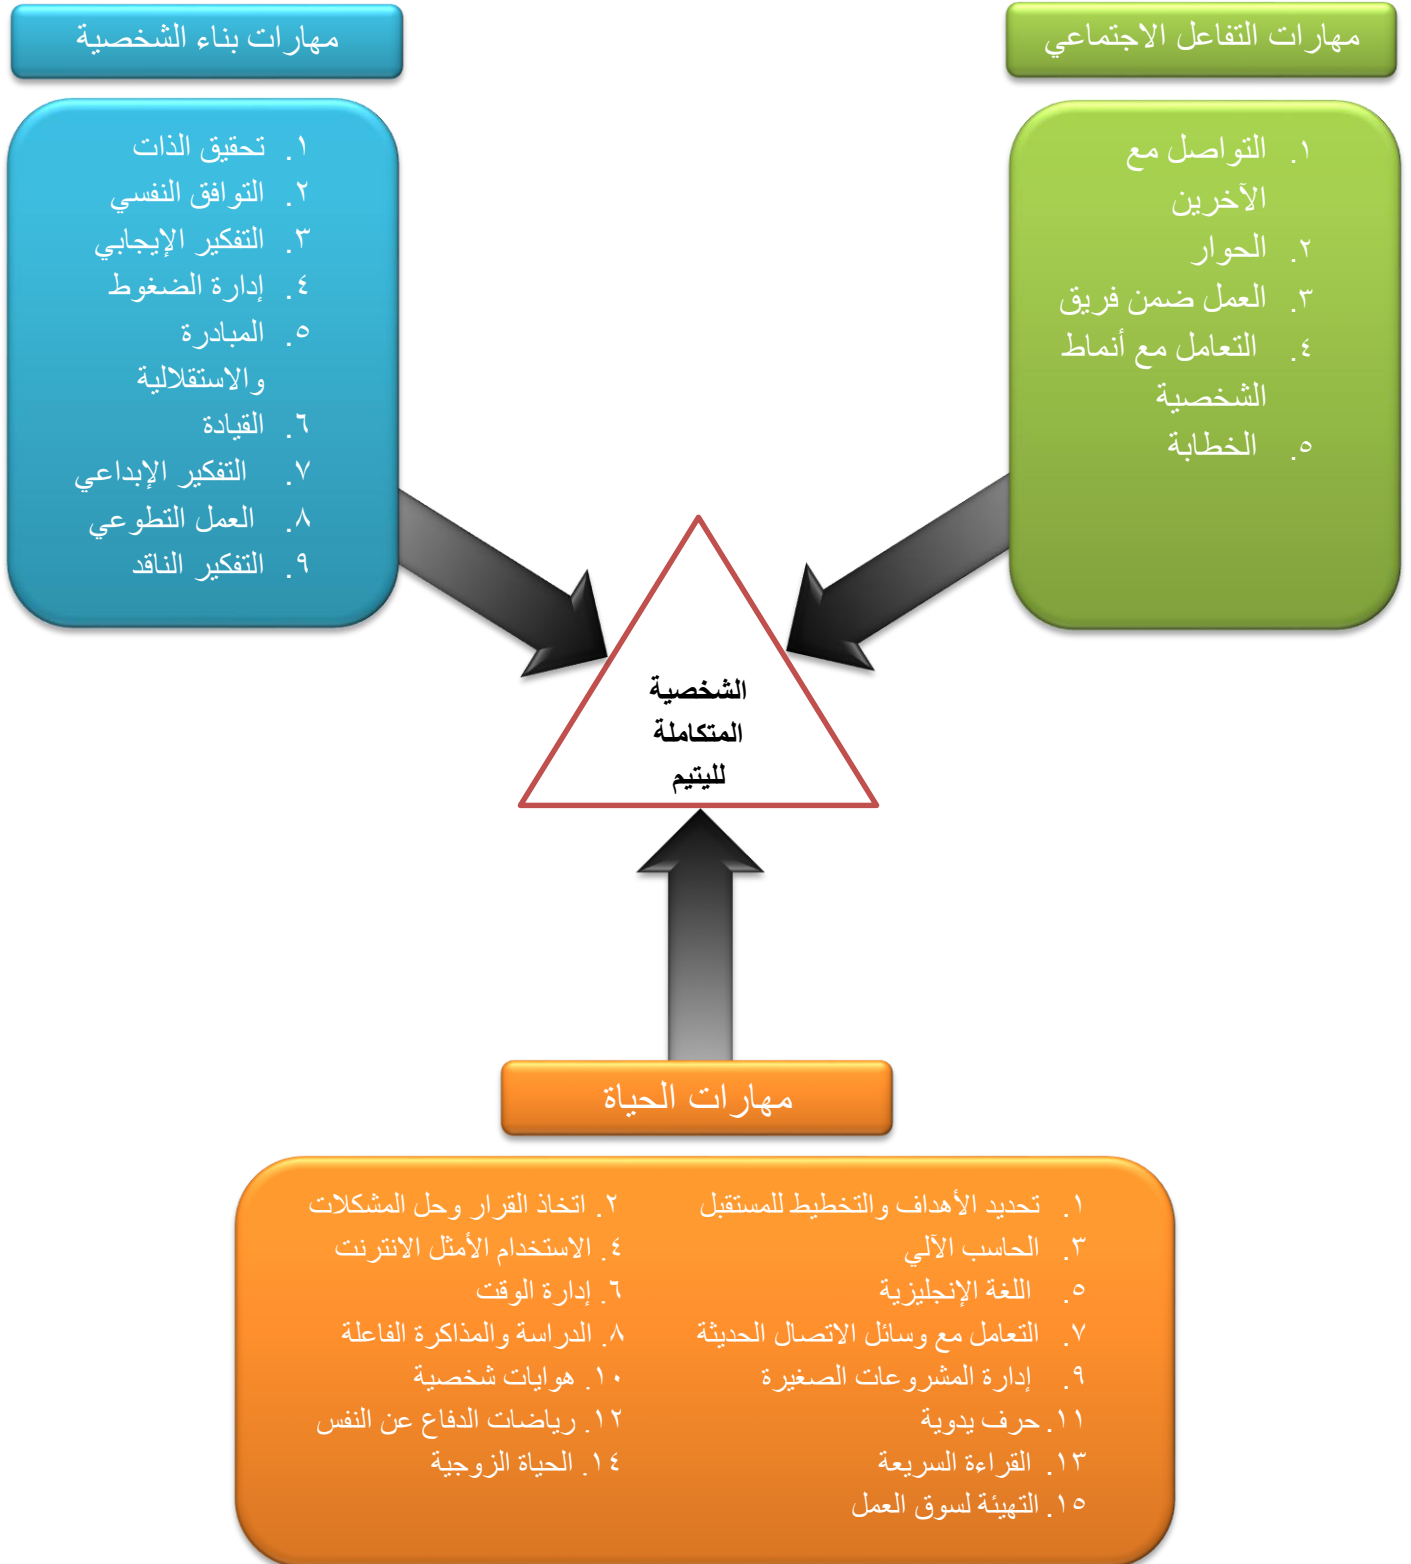 مهارات التفاعل الاجتماعي
١. التواصل مع
الآخرين
٢. الحوار
٣. العمل ضمن فريق
٤. التعامل مع أنماط
الشخصية
٥. الخطابة
مهارات بناء الشخصية
١. تحقيق الذات
٢. التوافق النفسي
٣. التفكير الإيجابي
٤. إدارة الضغوط
٥. المبادرة
والاستقلالية
٦. القيادة
٧. التفكير الإبداعي
٨. العمل التطوعي
٩. التفكير الناقد
الشخصية
المتكاملة
لليتيم
مهارات الحياة
١. تحديد الأهداف والتخطيط للمستقبل ٢. اتخاذ القرار وحل المشكلات
٣. الحاسب الآلي ٤. الاستخدام الأمثل الانترنت
٥. اللغة الإنجليزية ٦. إدارة الوقت
٧. التعامل مع وسائل الاتصال الحديثة ٨. الدراسة والمذاكرة الفاعلة
٩. إدارة المشروعات الصغيرة ١٠. هوايات شخصية
١١. حرف يدوية ١٢. رياضات الدفاع عن النفس
١٣. القراءة السريعة ١٤. الحياة الزوجية
١٥. التهيئة لسوق العمل